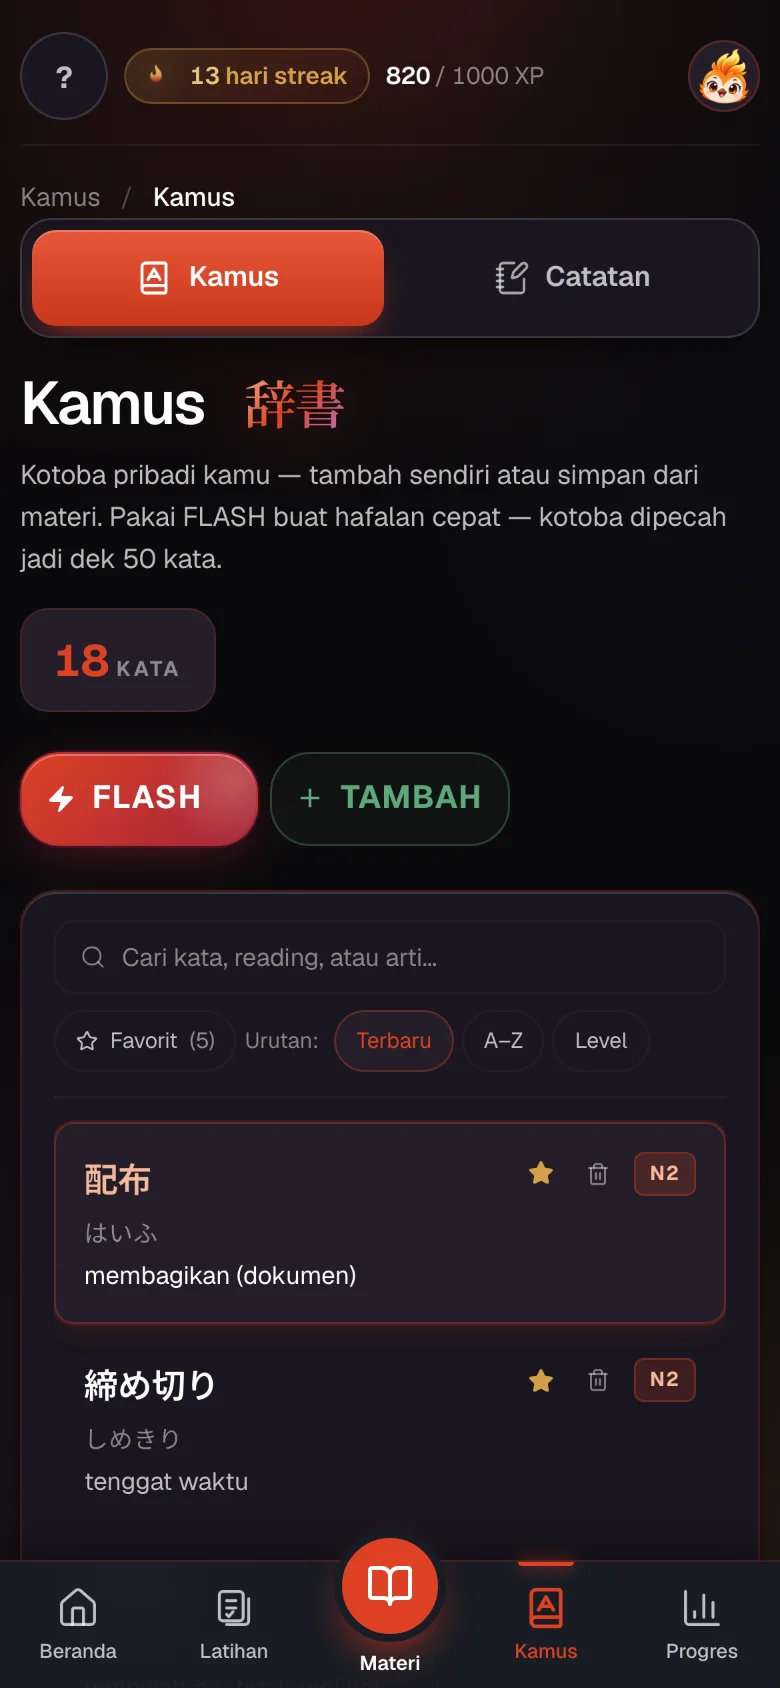 ?
13 hari streak
820 / 1000 XP
Kamus / Kamus
Kamus
Catatan
Kamus 辞書
Kotoba pribadi kamu — tambah sendiri atau simpan dari
materi. Pakai FLASH buat hafalan cepat — kotoba dipecah
jadi dek 50 kata.
18 KATA
FLASH
+ TAMBAH
Cari kata, reading, atau arti...
Favorit (5) Urutan: Terbaru A–Z Level
配布
N2
はいふ
membagikan (dokumen)
締め切り
N2
しめきり
tenggat waktu
Beranda
Latihan
Materi
Kamus
Progres